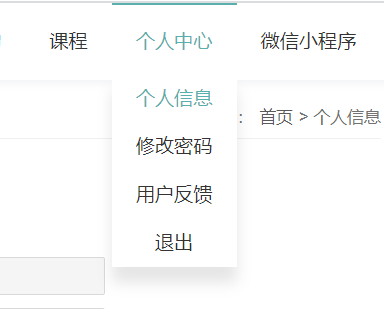 课程 个人中心 微信小程序
个人信息
： 首页 > 个人信息
修改密码
用户反馈
退出